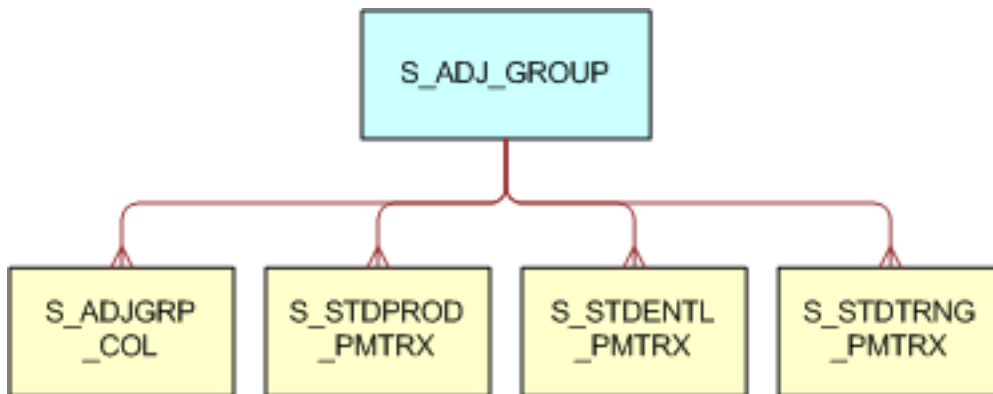 S_ADJ_GROUP
S_ADJGRP
_COL
S_STDPROD
_PMTRX
S_STDENTL
_PMTRX
S_STDTRNG
_PMTRX